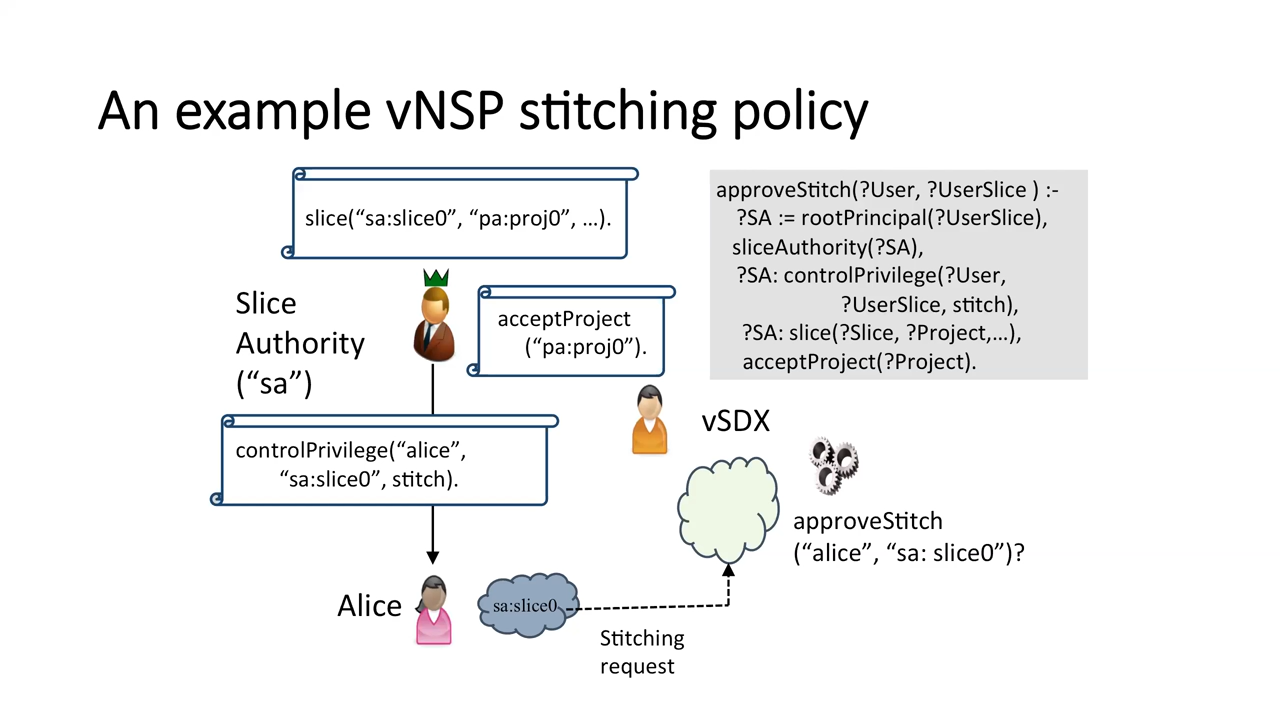 An example vNSP stitching policy
slice(“sa:slice0”, “pa:proj0”, …).
approveStitch(?User, ?UserSlice ) :-
?SA := rootPrincipal(?UserSlice),
sliceAuthority(?SA),
?SA: controlPrivilege(?User,
?UserSlice, stitch),
?SA: slice(?Slice, ?Project,…),
acceptProject(?Project).
Slice
Authority
(“sa”)
acceptProject
(“pa:proj0”).
controlPrivilege(“alice”,
“sa:slice0”, stitch).
vSDX
approveStitch
(“alice”, “sa: slice0”)?
Alice
sa:slice0
Stitching
request